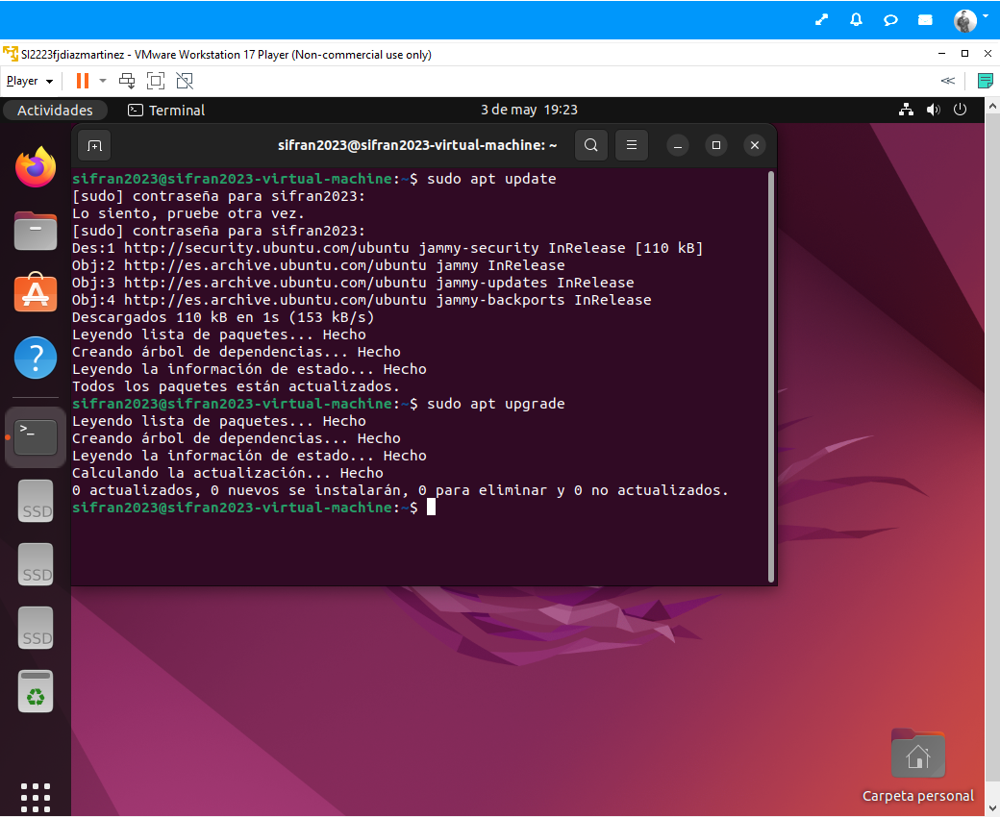 SI2223fjdiazmartinez - VMware Workstation 17 Player (Non-commercial use only)
Player
Actividades
Terminal
3 de may 19:23
sifran2023@sifran2023-virtual-machine: ~
sifran2023@sifran2023-virtual-machine:~$ sudo apt update
[sudo] contraseña para sifran2023:
Lo siento, pruebe otra vez.
[sudo] contraseña para sifran2023:
Des:1 http://security.ubuntu.com/ubuntu jammy-security InRelease [110 kB]
Obj:2 http://es.archive.ubuntu.com/ubuntu jammy InRelease
Obj:3 http://es.archive.ubuntu.com/ubuntu jammy-updates InRelease
Obj:4 http://es.archive.ubuntu.com/ubuntu jammy-backports InRelease
Descargados 110 kB en 1s (153 kB/s)
Leyendo lista de paquetes... Hecho
Creando árbol de dependencias... Hecho
Leyendo la información de estado... Hecho
Todos los paquetes están actualizados.
sifran2023@sifran2023-virtual-machine:~$ sudo apt upgrade
Leyendo lista de paquetes... Hecho
Creando árbol de dependencias... Hecho
Leyendo la información de estado... Hecho
Calculando la actualización... Hecho
0 actualizados, 0 nuevos se instalarán, 0 para eliminar y 0 no actualizados.
sifran2023@sifran2023-virtual-machine:~$
SSD
SSD
SSD
Carpeta personal